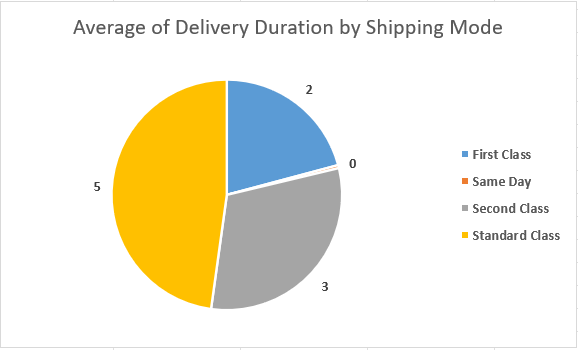 Average of Delivery Duration by Shipping Mode
2
0
3
5
First Class
Same Day
Second Class
Standard Class